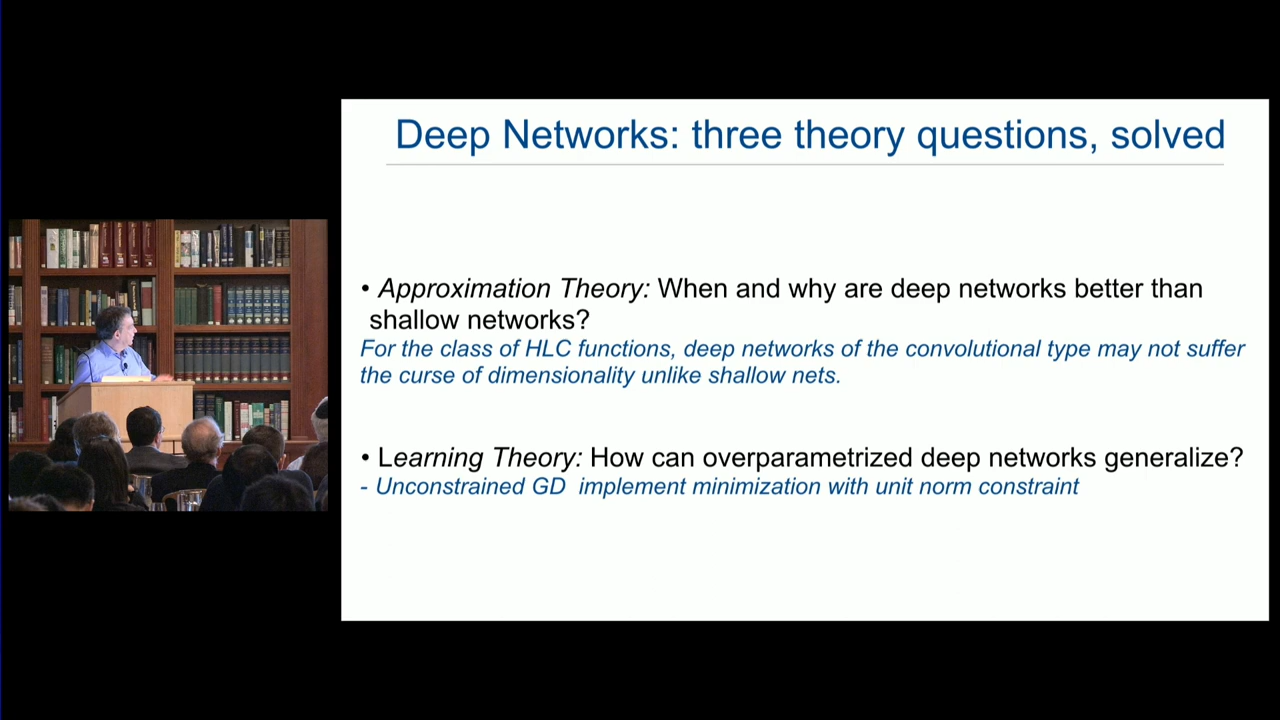 Deep Networks: three theory questions, solved
• Approximation Theory: When and why are deep networks better than
shallow networks?
For the class of HLC functions, deep networks of the convolutional type may not suffer
the curse of dimensionality unlike shallow nets.
• Learning Theory: How can overparametrized deep networks generalize?
- Unconstrained GD  implement minimization with unit norm constraint